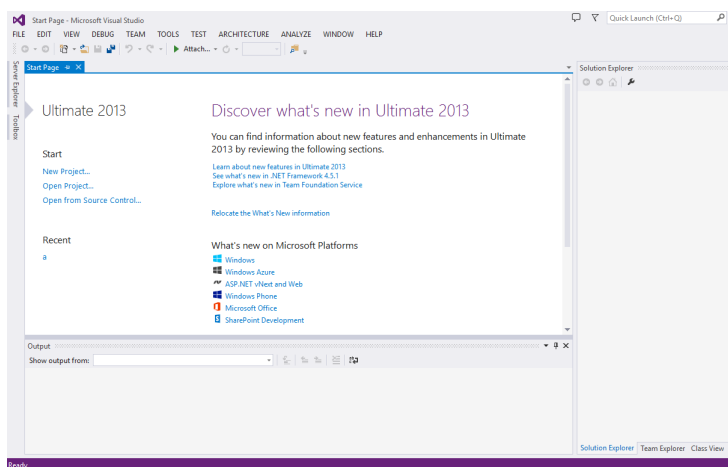 Start Page - Microsoft Visual Studio
Quick Launch (Ctrl+Q)
FILE EDIT VIEW DEBUG TEAM TOOLS TEST ARCHITECTURE ANALYZE WINDOW HELP
Attach...
Server Explorer
Toolbox
Start Page
Ultimate 2013
Start
New Project...
Open Project...
Open from Source Control...
Recent
a
Discover what's new in Ultimate 2013
You can find information about new features and enhancements in Ultimate
2013 by reviewing the following sections.
Learn about new features in Ultimate 2013
See what's new in .NET Framework 4.5.1
Explore what's new in Team Foundation Service
Relocate the What's New information
What's new on Microsoft Platforms
Windows
Windows Azure
ASP.NET vNext and Web
Windows Phone
Microsoft Office
SharePoint Development
Solution Explorer
Output
Show output from:
Solution Explorer Team Explorer Class View
Ready